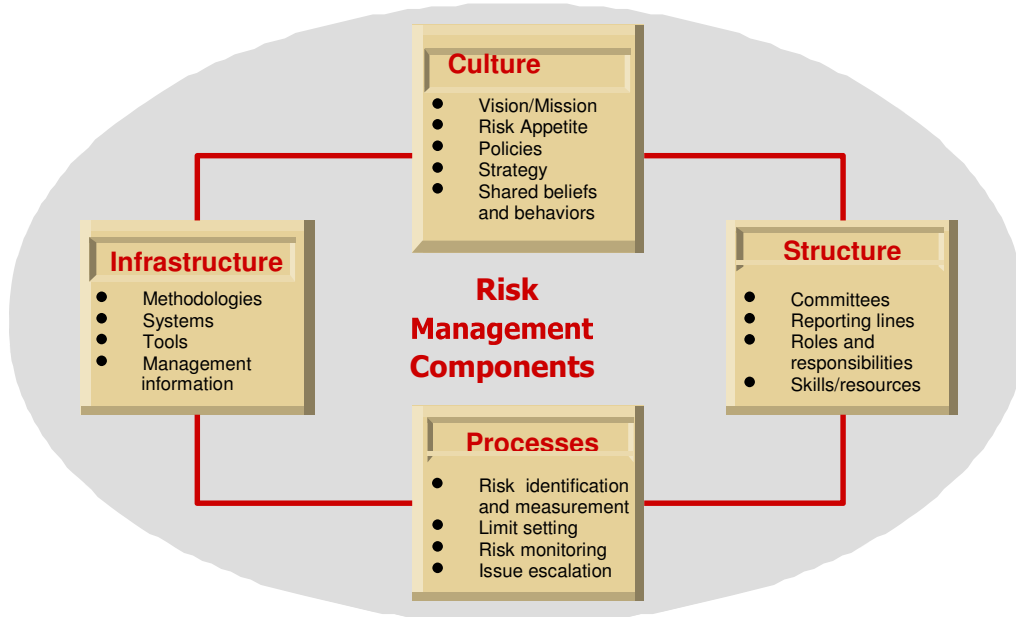 Culture
● Vision/Mission
● Risk Appetite
● Policies
● Strategy
● Shared beliefs
and behaviors
Infrastructure
● Methodologies
● Systems
● Tools
● Management
information
Risk
Management
Components
Structure
● Committees
● Reporting lines
● Roles and
responsibilities
● Skills/resources
Processes
● Risk identification
and measurement
● Limit setting
● Risk monitoring
● Issue escalation